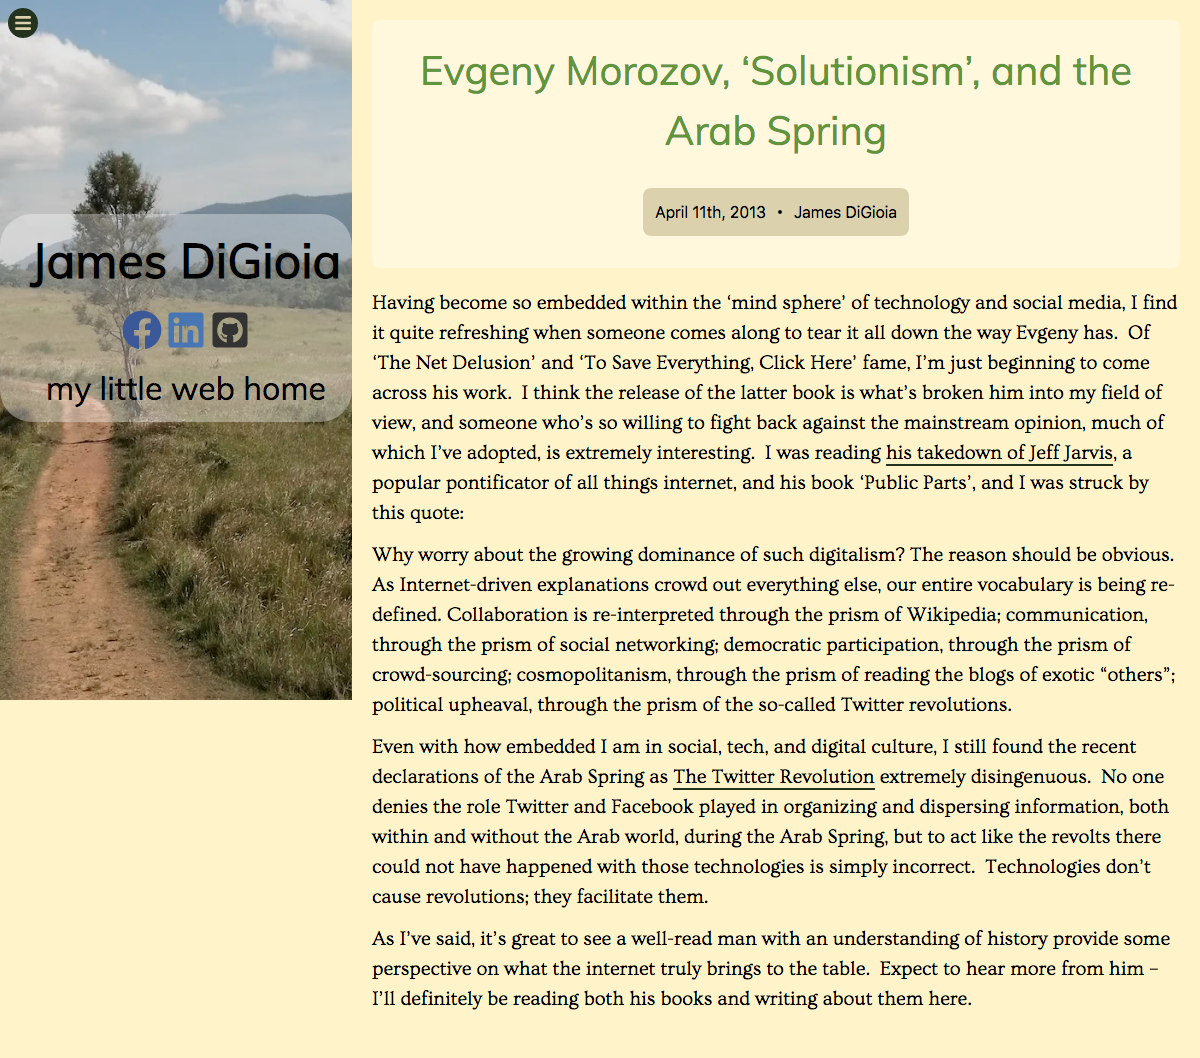 James DiGioia
my little web home
Evgeny Morozov, ‘Solutionism’, and the
Arab Spring
April 11th, 2013 • James DiGioia
Having become so embedded within the ‘mind sphere’ of technology and social media, I find
it quite refreshing when someone comes along to tear it all down the way Evgeny has.  Of
‘The Net Delusion’ and ‘To Save Everything, Click Here’ fame, I’m just beginning to come
across his work.  I think the release of the latter book is what’s broken him into my field of
view, and someone who’s so willing to fight back against the mainstream opinion, much of
which I’ve adopted, is extremely interesting.  I was reading his takedown of Jeff Jarvis, a
popular pontificator of all things internet, and his book ‘Public Parts’, and I was struck by
this quote:
Why worry about the growing dominance of such digitalism? The reason should be obvious.
As Internet-driven explanations crowd out everything else, our entire vocabulary is being re-
defined. Collaboration is re-interpreted through the prism of Wikipedia; communication,
through the prism of social networking; democratic participation, through the prism of
crowd-sourcing; cosmopolitanism, through the prism of reading the blogs of exotic “others”;
political upheaval, through the prism of the so-called Twitter revolutions.
Even with how embedded I am in social, tech, and digital culture, I still found the recent
declarations of the Arab Spring as The Twitter Revolution extremely disingenuous.  No one
denies the role Twitter and Facebook played in organizing and dispersing information, both
within and without the Arab world, during the Arab Spring, but to act like the revolts there
could not have happened with those technologies is simply incorrect.  Technologies don’t
cause revolutions; they facilitate them.
As I’ve said, it’s great to see a well-read man with an understanding of history provide some
perspective on what the internet truly brings to the table.  Expect to hear more from him –
I’ll definitely be reading both his books and writing about them here.